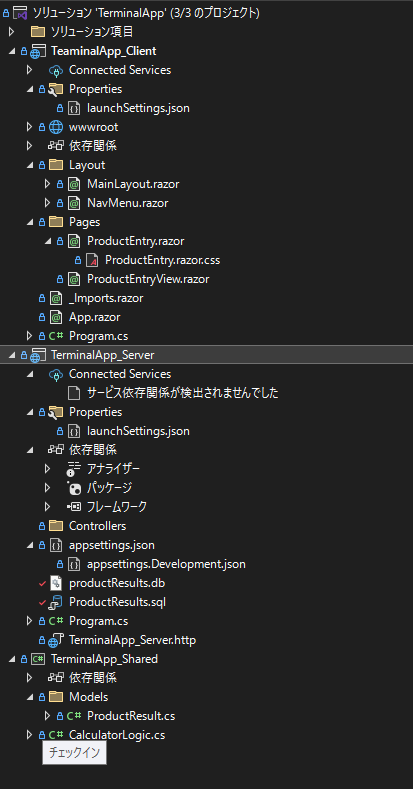 ソリューション 'TerminalApp' (3/3 のプロジェクト)
ソリューション項目
TeaminalApp_Client
Connected Services
Properties
launchSettings.json
wwwroot
依存関係
Layout
MainLayout.razor
NavMenu.razor
Pages
ProductEntry.razor
ProductEntry.razor.css
ProductEntryView.razor
_Imports.razor
App.razor
C# Program.cs
TerminalApp_Server
Connected Services
サービス依存関係が検出されませんでした
Properties
launchSettings.json
依存関係
アナライザー
パッケージ
フレームワーク
Controllers
appsettings.json
appsettings.Development.json
productResults.db
ProductResults.sql
C# Program.cs
TerminalApp_Server.http
C# TerminalApp_Shared
依存関係
Models
C# ProductResult.cs
C# CalculatorLogic.cs
チェックイン